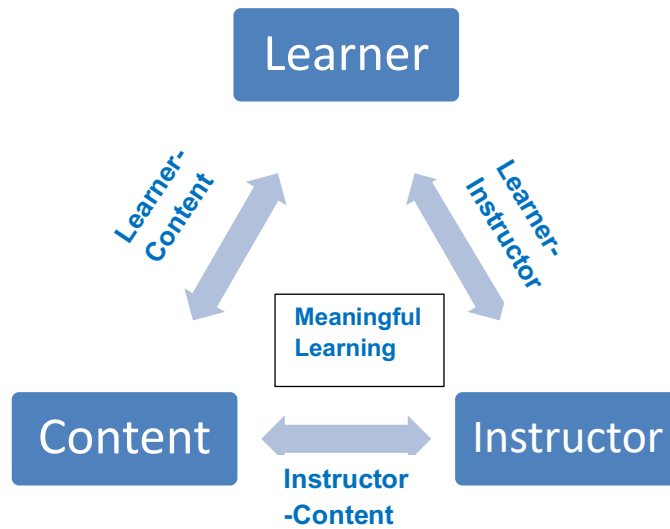 Learner
Learner-
Content
Learner-
Instructor
Meaningful
Learning
Content
Instructor
Instructor
-Content